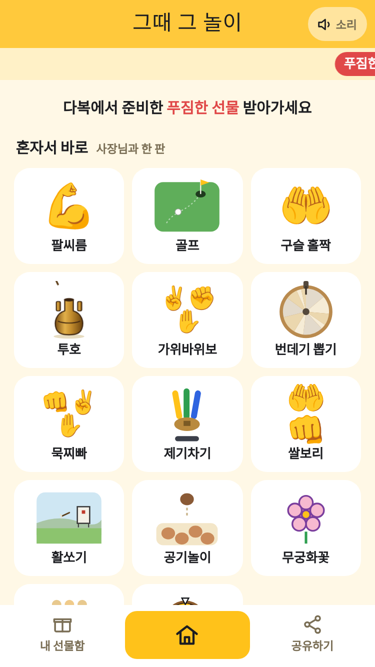 그때 그 놀이
소리
푸짐한
다복에서 준비한 푸짐한 선물 받아가세요
혼자서 바로 사장님과 한 판
팔씨름
골프
구슬 홀짝
투호
가위바위보
번데기 뽑기
묵찌빠
제기차기
쌀보리
활쏘기
공기놀이
무궁화꽃
내 선물함
공유하기